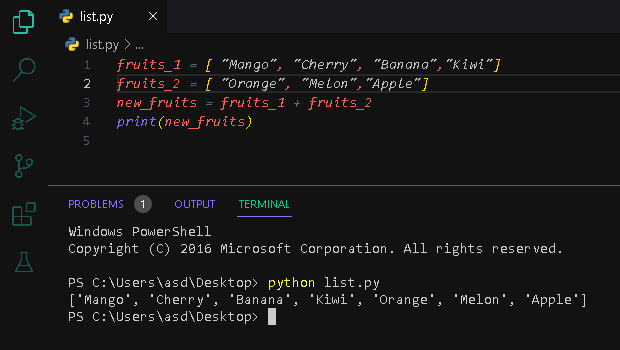 list.py
list.py > ...
1 fruits_1 = [ "Mango", "Cherry", "Banana","Kiwi"]
2 fruits_2 = [ "Orange", "Melon","Apple"]
3 new_fruits = fruits_1 + fruits_2
4 print(new_fruits)
5
PROBLEMS 1 OUTPUT TERMINAL
Windows PowerShell
Copyright (C) 2016 Microsoft Corporation. All rights reserved.
PS C:\Users\asd\Desktop> python list.py
['Mango', 'Cherry', 'Banana', 'Kiwi', 'Orange', 'Melon', 'Apple']
PS C:\Users\asd\Desktop>